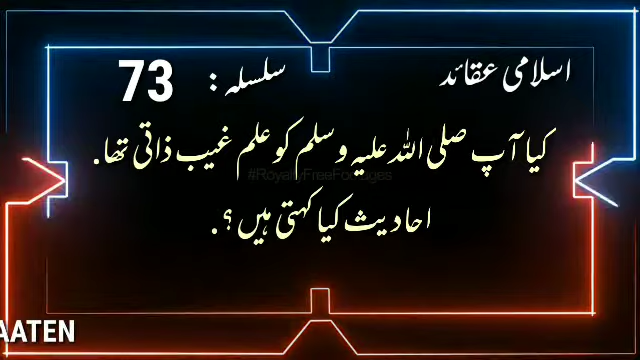 اسلامی عقائد سلسلہ : 73
کیا آپ صلی اللہ علیہ وسلم کو علم غیب ذاتی تھا.
#RoyaltyFreeFootages
احادیث کیا کہتی ہیں ؟.
AATEN